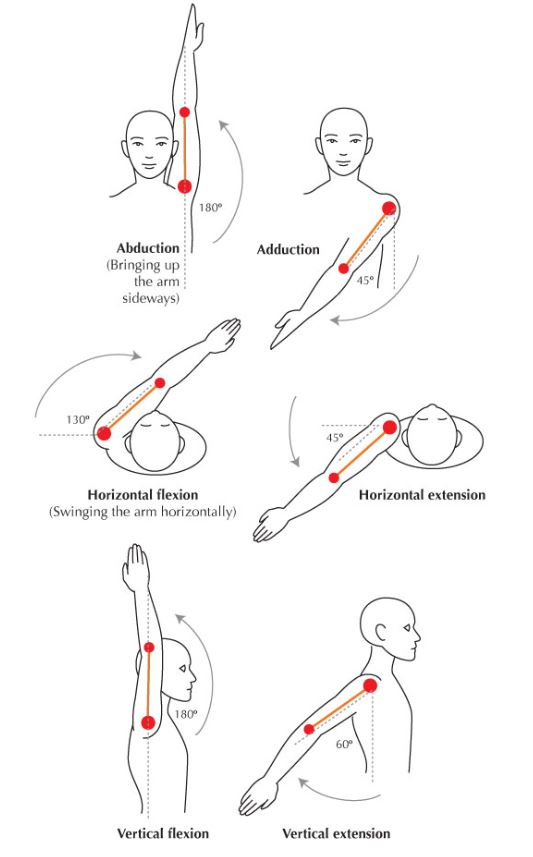 180º
Abduction
(Bringing up
the arm
sideways)
Adduction
45º
130º
Horizontal flexion
(Swinging the arm horizontally)
45º
Horizontal extension
180º
Vertical flexion
60º
Vertical extension